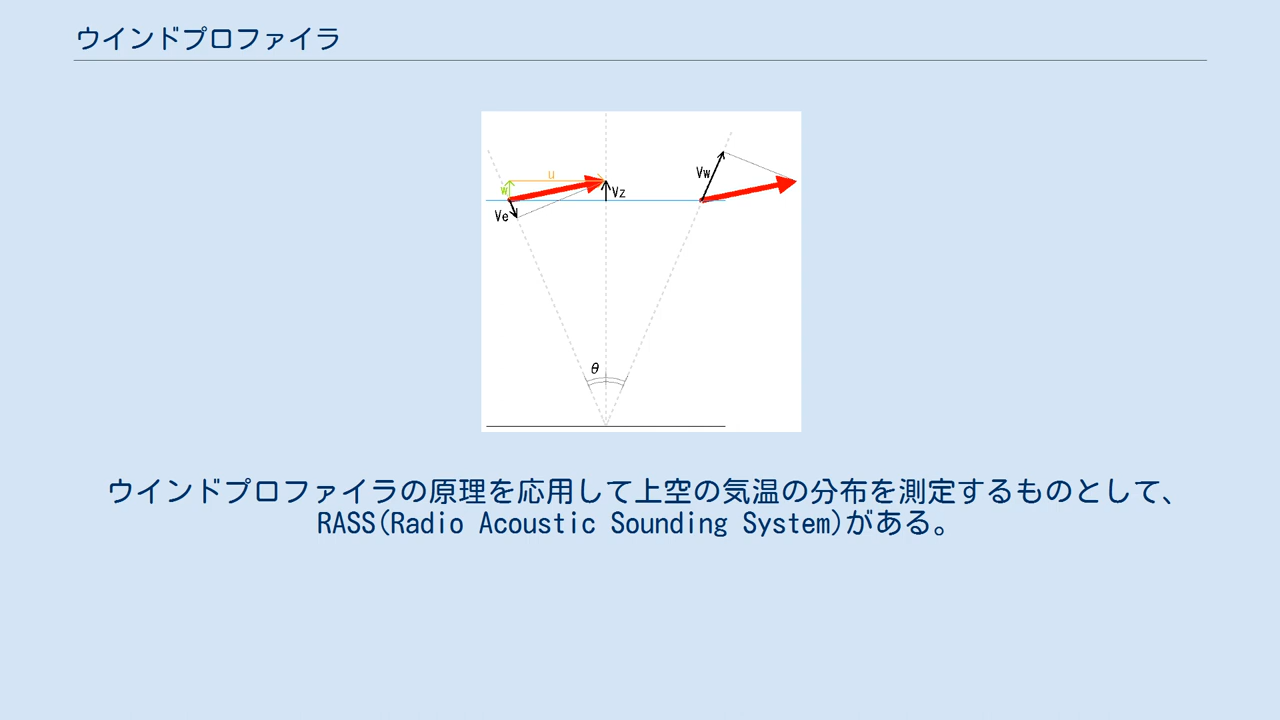 ウインドプロファイラ
u
w
Vz
Ve
Vw
θ
ウインドプロファイラの原理を応用して上空の気温の分布を測定するものとして、
RASS(Radio Acoustic Sounding System)がある。